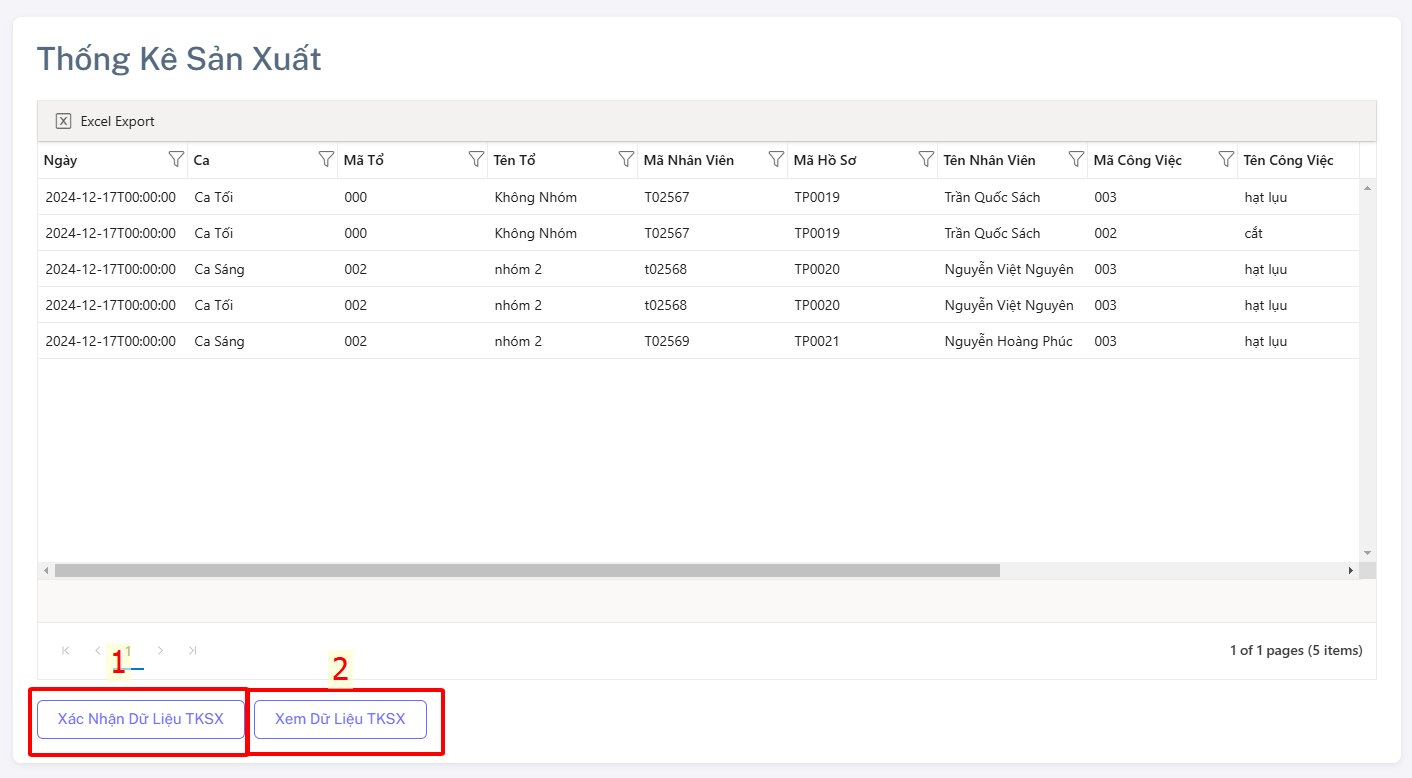 Thống Kê Sản Xuất
Excel Export
Ngày Ca Mã Tổ Tên Tổ Mã Nhân Viên Mã Hồ Sơ Tên Nhân Viên Mã Công Việc Tên Công Việc
2024-12-17T00:00:00 Ca Tối 000 Không Nhóm T02567 TP0019 Trần Quốc Sách 003 hạt lụu
2024-12-17T00:00:00 Ca Tối 000 Không Nhóm T02567 TP0019 Trần Quốc Sách 002 cắt
2024-12-17T00:00:00 Ca Sáng 002 nhóm 2 t02568 TP0020 Nguyễn Việt Nguyên 003 hạt lụu
2024-12-17T00:00:00 Ca Tối 002 nhóm 2 t02568 TP0020 Nguyễn Việt Nguyên 003 hạt lụu
2024-12-17T00:00:00 Ca Sáng 002 nhóm 2 T02569 TP0021 Nguyễn Hoàng Phúc 003 hạt lụu
1 1 of 1 pages (5 items)
1 2
Xác Nhận Dữ Liệu TKSX Xem Dữ Liệu TKSX